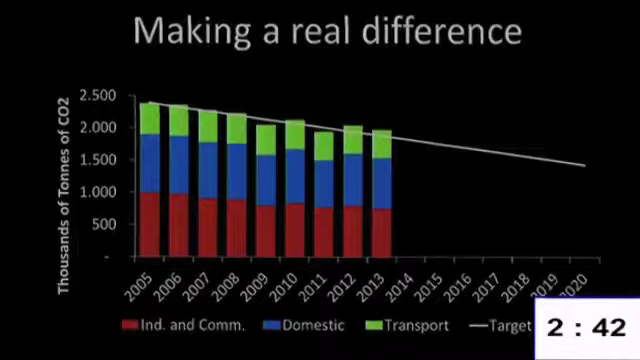 Making a real difference
Thousands of Tonnes of CO2
2.500
2.000
1.500
1.000
500
-
2005 2006 2007 2008 2009 2010 2011 2012 2013 2014 2015 2016 2017 2018 2019 2020
Ind. and Comm. Domestic Transport Target
2 : 42